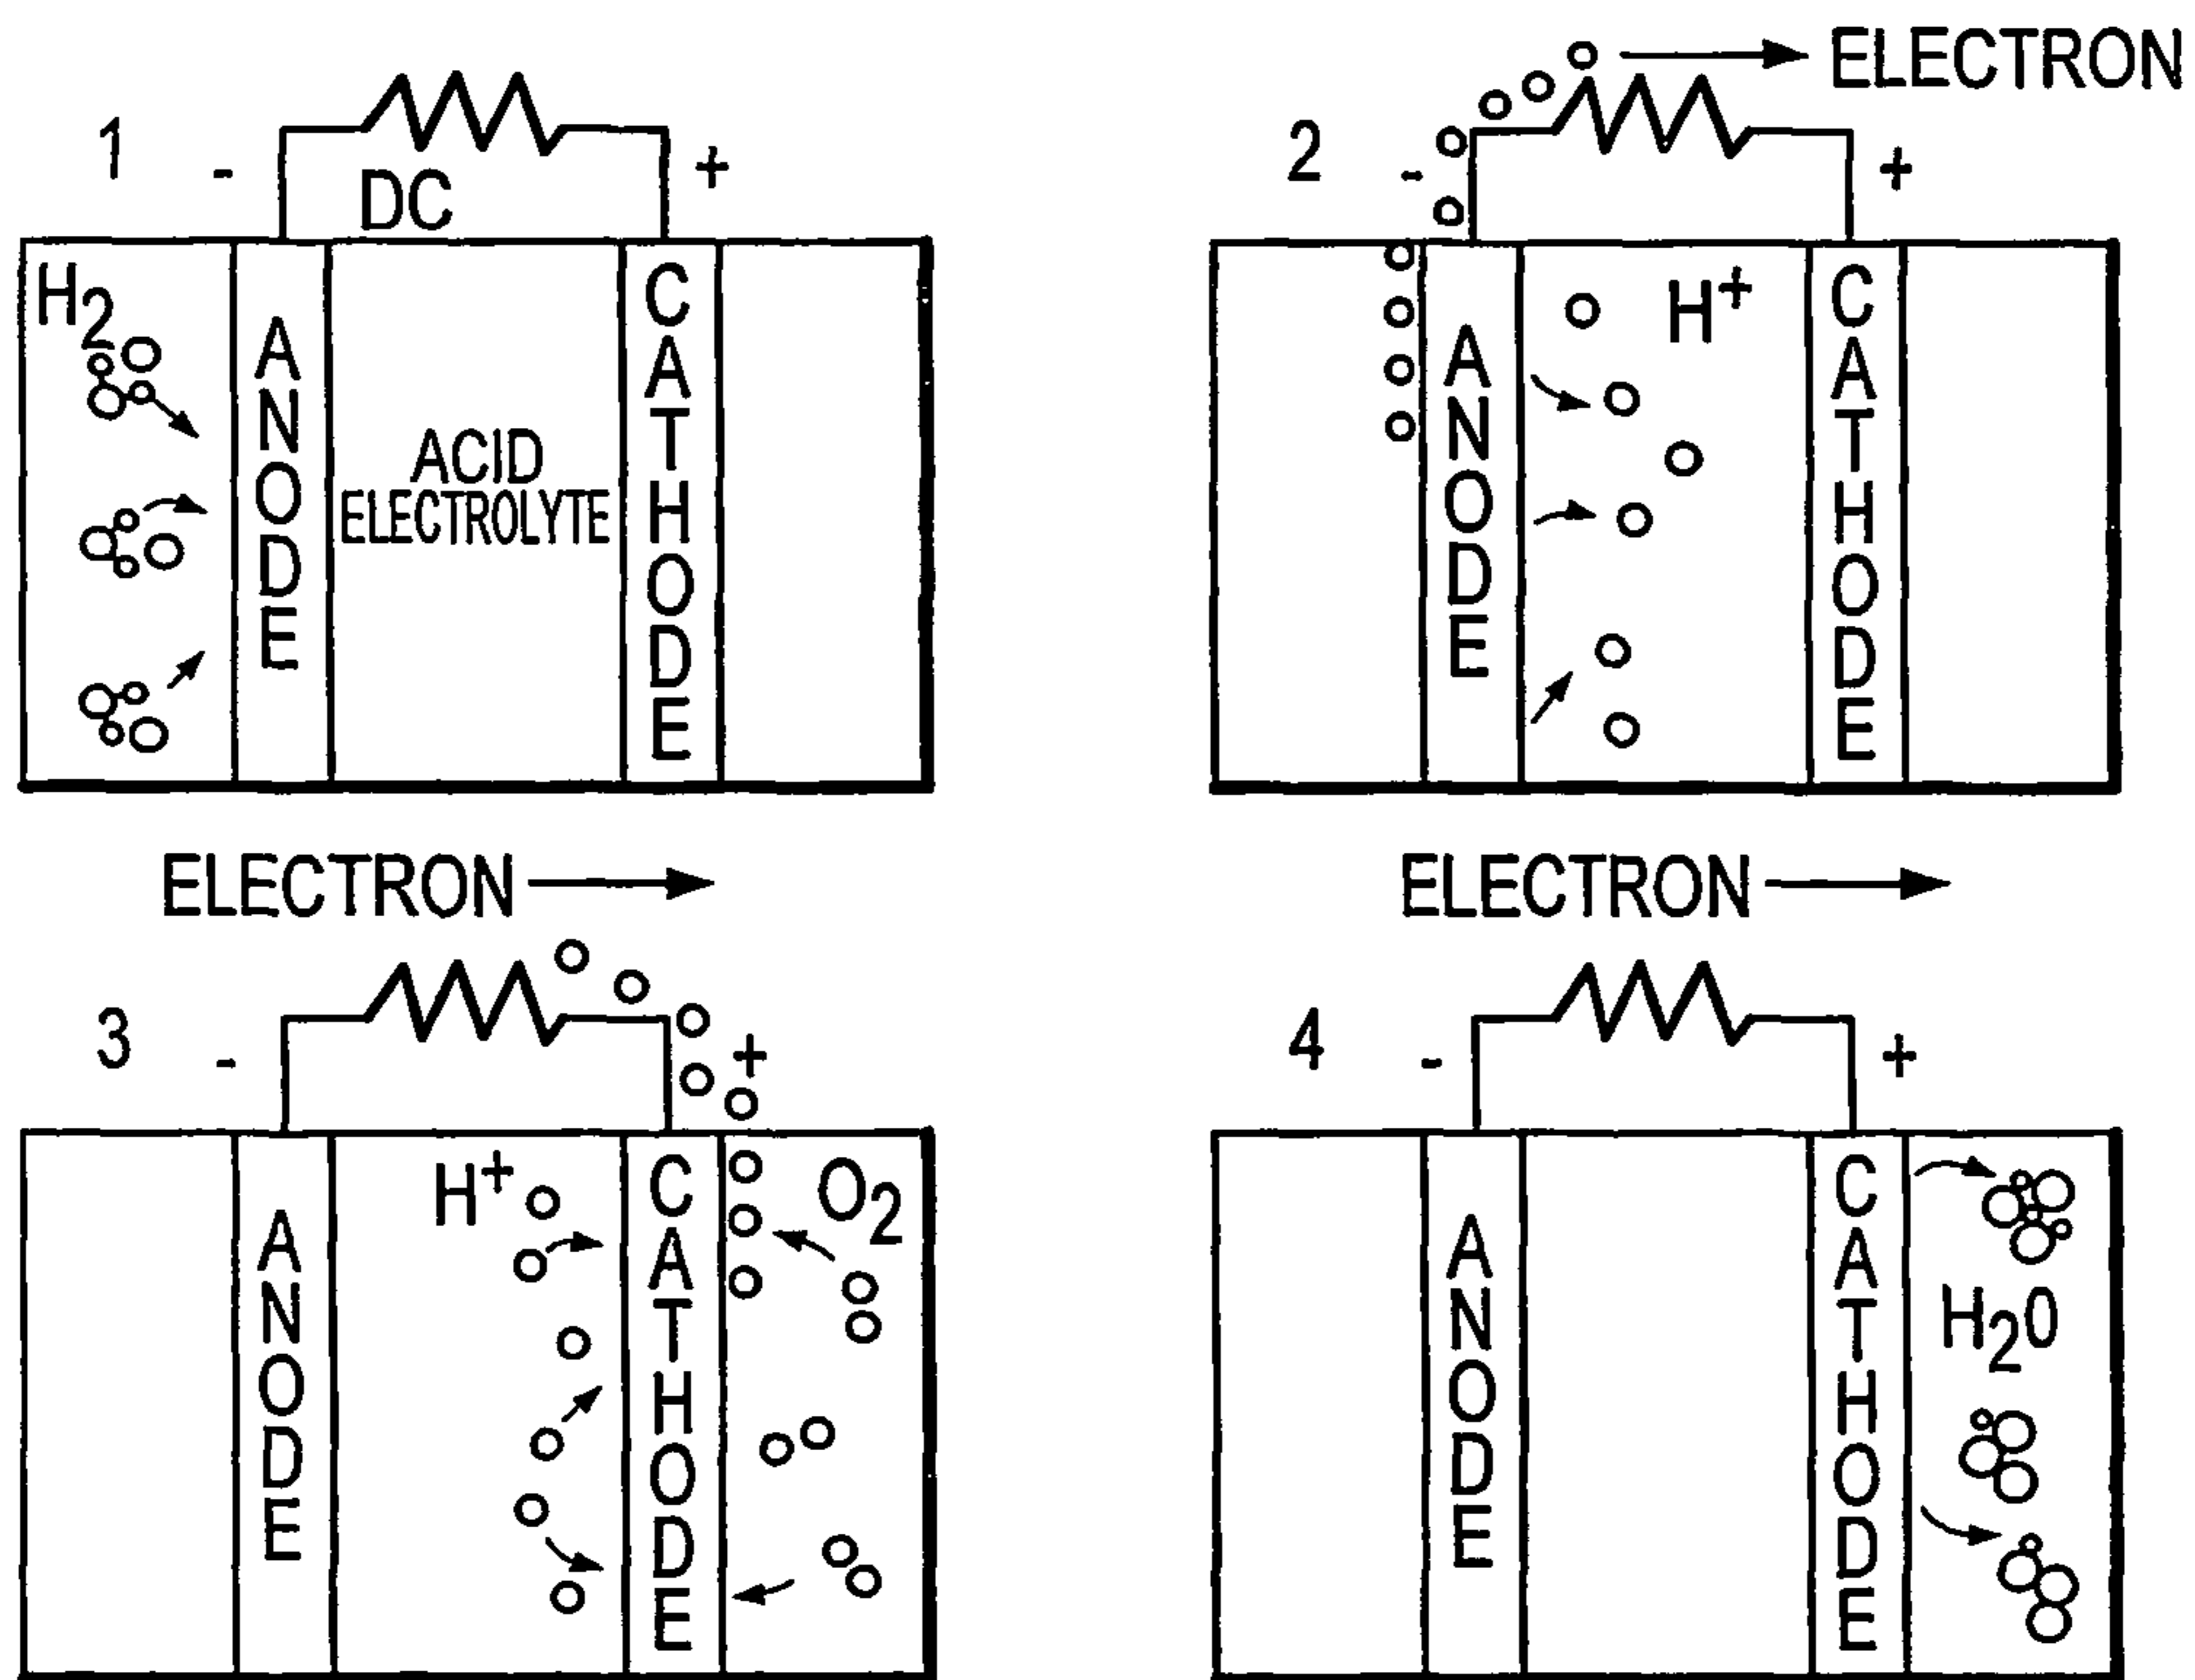 1
-
DC
+
H2
ANODE
ACID
ELECTROLYTE
CATHODE
ELECTRON
2
-
+
ANODE
H+
CATHODE
ELECTRON
3
-
+
ANODE
H+
CATHODE
O2
ELECTRON
4
-
+
ANODE
CATHODE
H2O